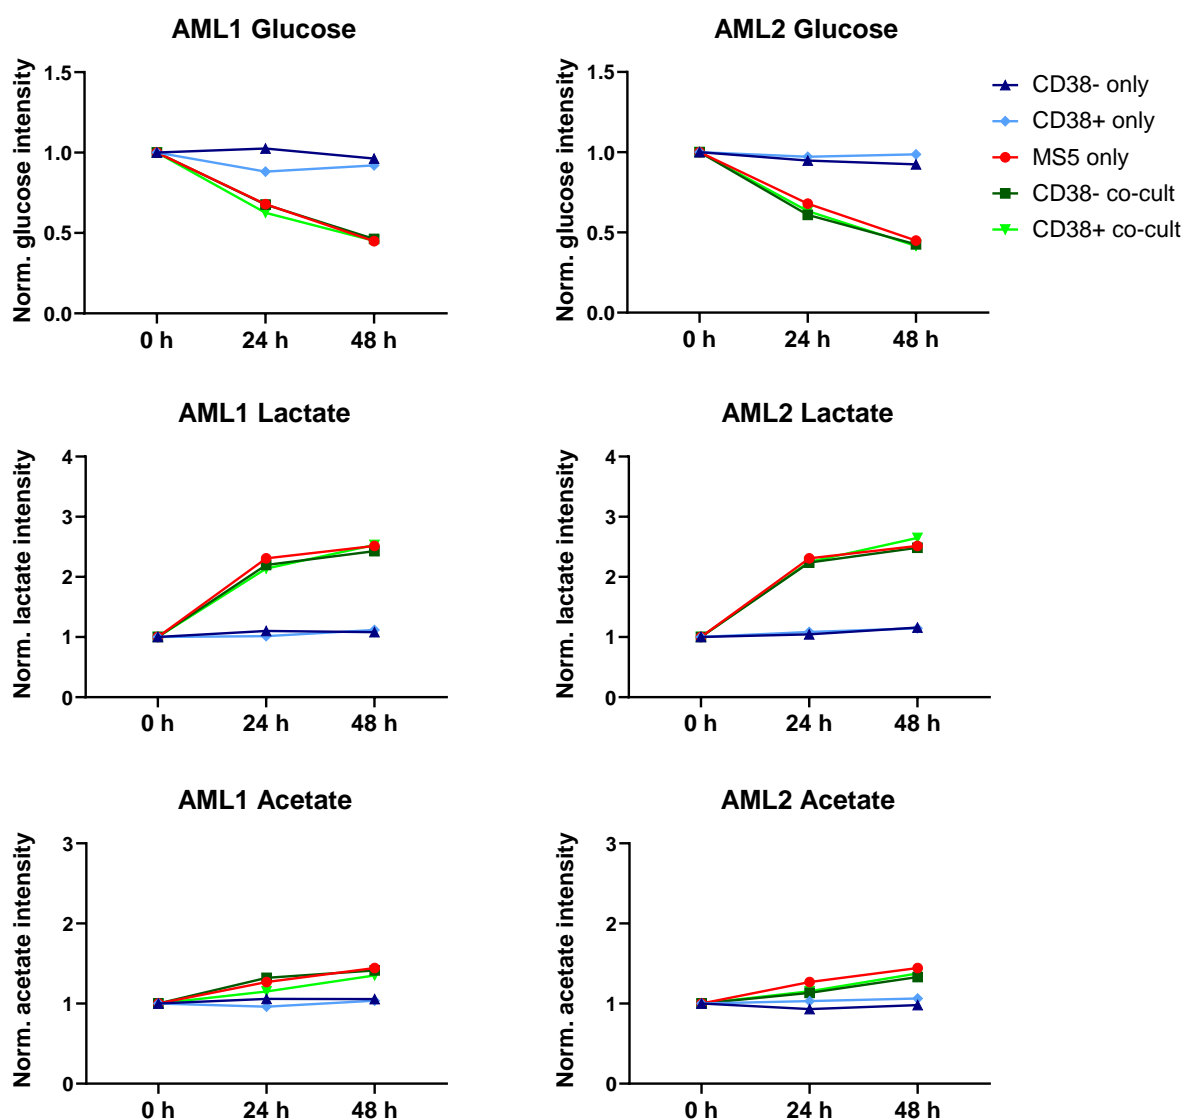 AML1 Glucose
Norm. glucose intensity
1.5
1.0
0.5
0.0
0 h 24 h 48 h
AML2 Glucose
Norm. glucose intensity
1.5
1.0
0.5
0.0
0 h 24 h 48 h
CD38- only
CD38+ only
MS5 only
CD38- co-cult
CD38+ co-cult
AML1 Lactate
Norm. lactate intensity
4
3
2
1
0
0 h 24 h 48 h
AML2 Lactate
Norm. lactate intensity
4
3
2
1
0
0 h 24 h 48 h
AML1 Acetate
Norm. acetate intensity
3
2
1
0
0 h 24 h 48 h
AML2 Acetate
Norm. acetate intensity
3
2
1
0
0 h 24 h 48 h